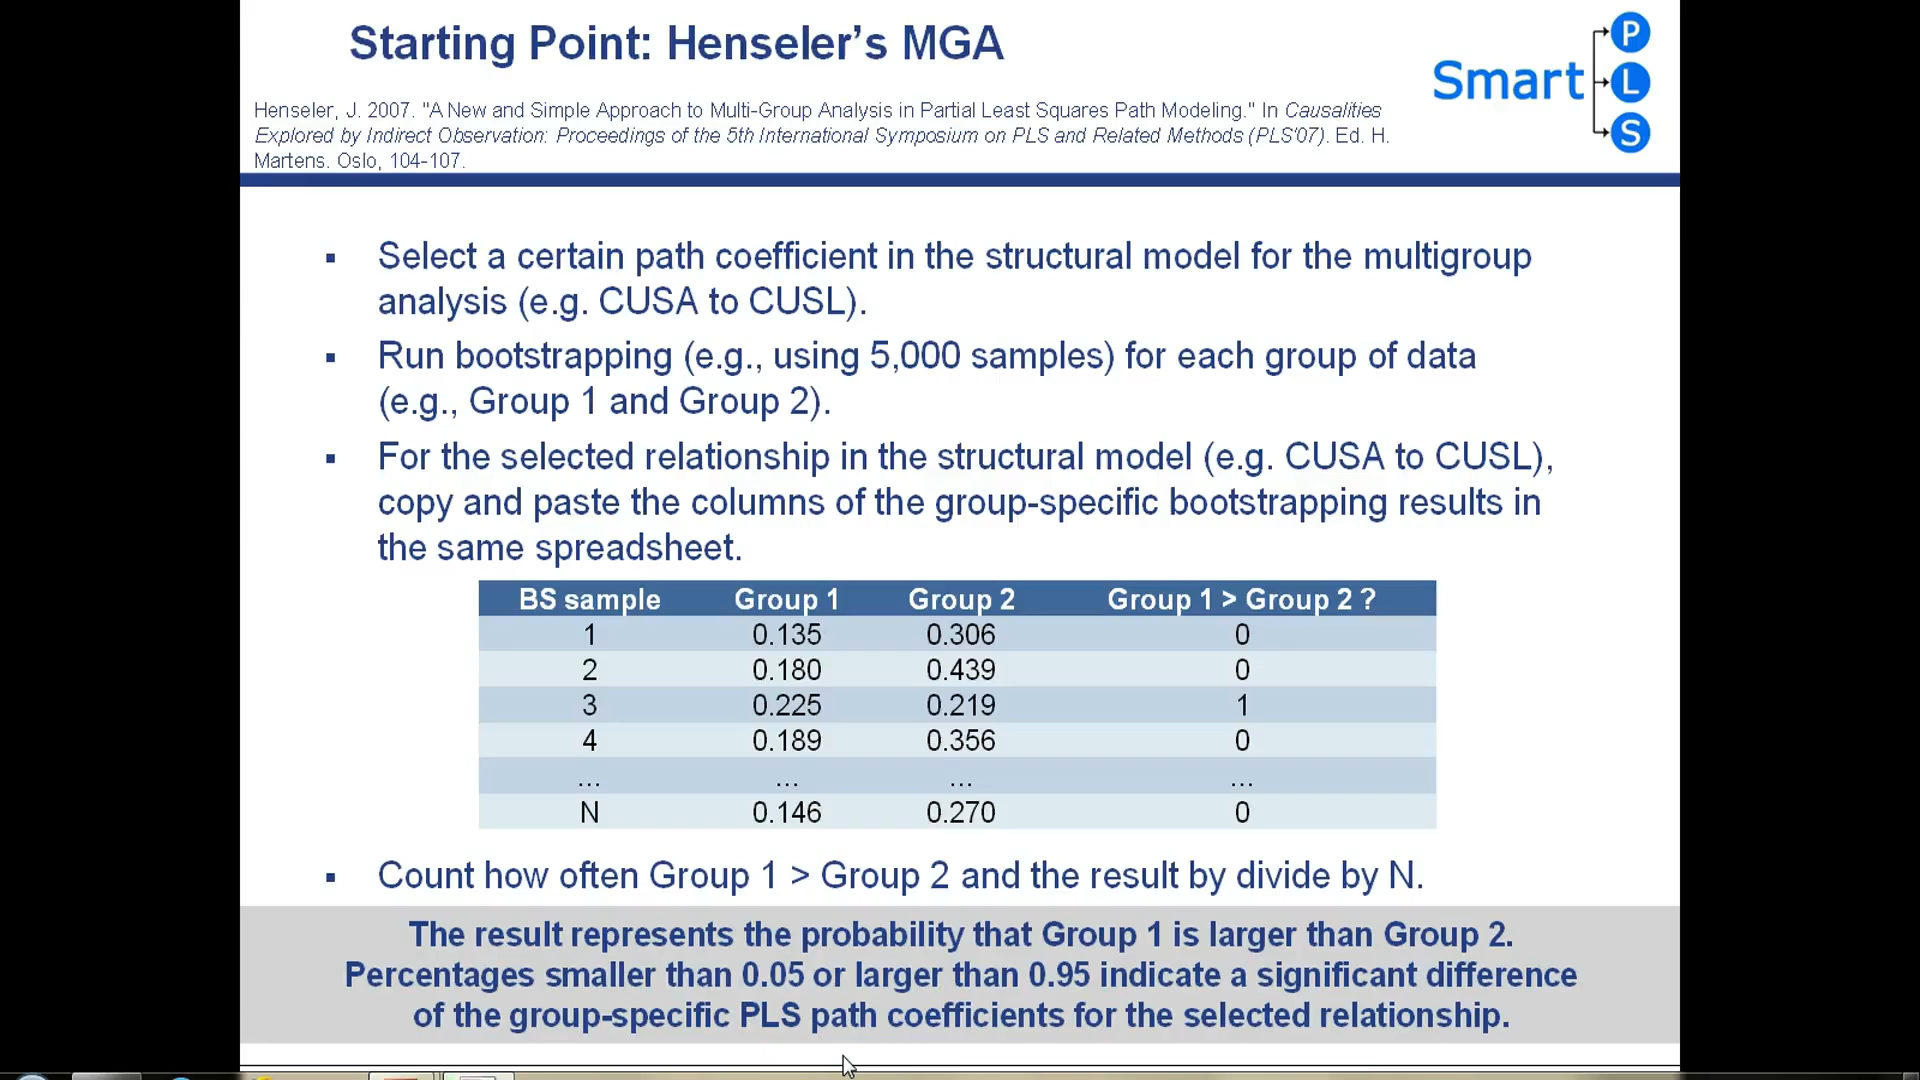 Starting Point: Henseler's MGA
Smart
P
L
S
Henseler, J. 2007. "A New and Simple Approach to Multi-Group Analysis in Partial Least Squares Path Modeling." In Causalities
Explored by Indirect Observation: Proceedings of the 5th International Symposium on PLS and Related Methods (PLS'07). Ed. H.
Martens. Oslo, 104-107.
▪ Select a certain path coefficient in the structural model for the multigroup
analysis (e.g. CUSA to CUSL).
▪ Run bootstrapping (e.g., using 5,000 samples) for each group of data
(e.g., Group 1 and Group 2).
▪ For the selected relationship in the structural model (e.g. CUSA to CUSL),
copy and paste the columns of the group-specific bootstrapping results in
the same spreadsheet.
BS sample Group 1 Group 2 Group 1 > Group 2 ?
1 0.135 0.306 0
2 0.180 0.439 0
3 0.225 0.219 1
4 0.189 0.356 0
... ... ... ...
N 0.146 0.270 0
▪ Count how often Group 1 > Group 2 and the result by divide by N.
The result represents the probability that Group 1 is larger than Group 2.
Percentages smaller than 0.05 or larger than 0.95 indicate a significant difference
of the group-specific PLS path coefficients for the selected relationship.